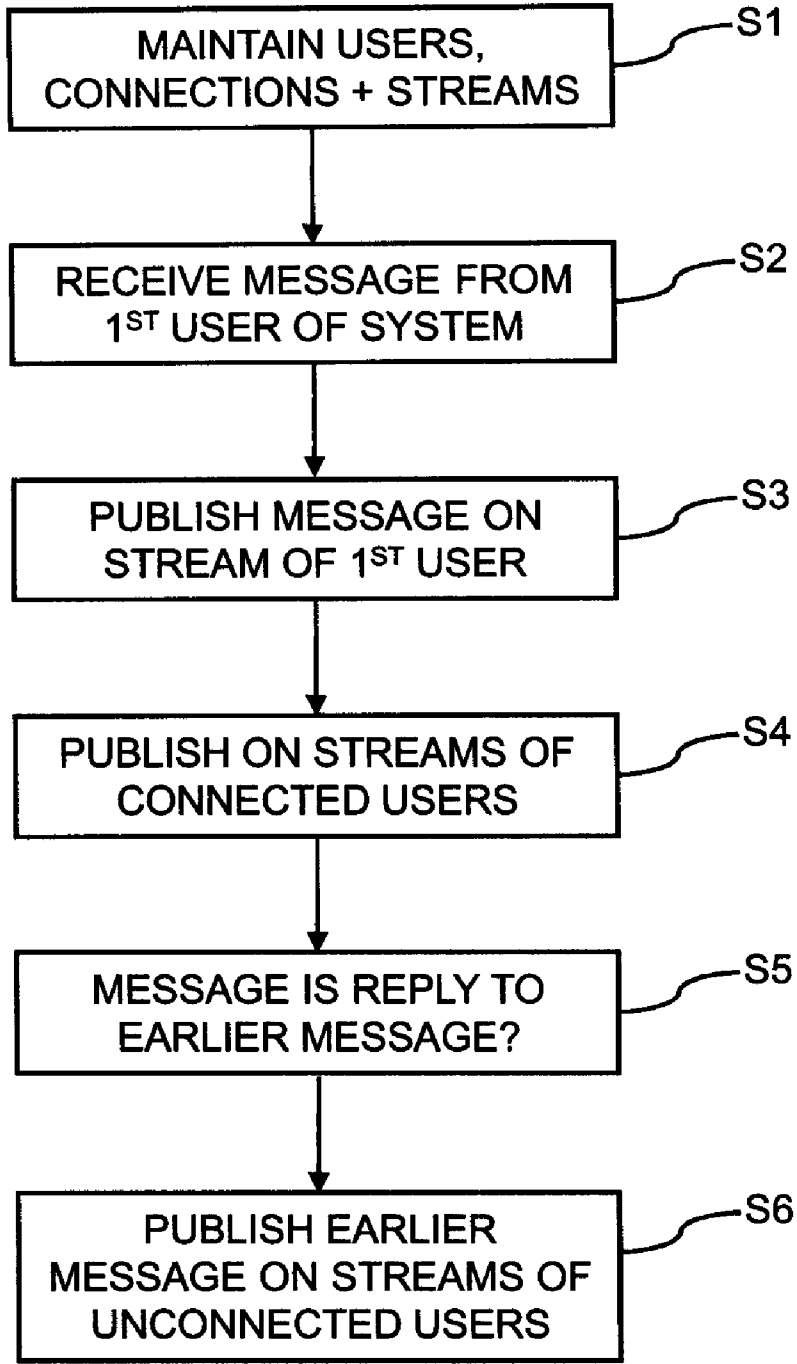 MAINTAIN USERS,
CONNECTIONS + STREAMS
S1
RECEIVE MESSAGE FROM
1ST USER OF SYSTEM
S2
PUBLISH MESSAGE ON
STREAM OF 1ST USER
S3
PUBLISH ON STREAMS OF
CONNECTED USERS
S4
MESSAGE IS REPLY TO
EARLIER MESSAGE?
S5
PUBLISH EARLIER
MESSAGE ON STREAMS OF
UNCONNECTED USERS
S6